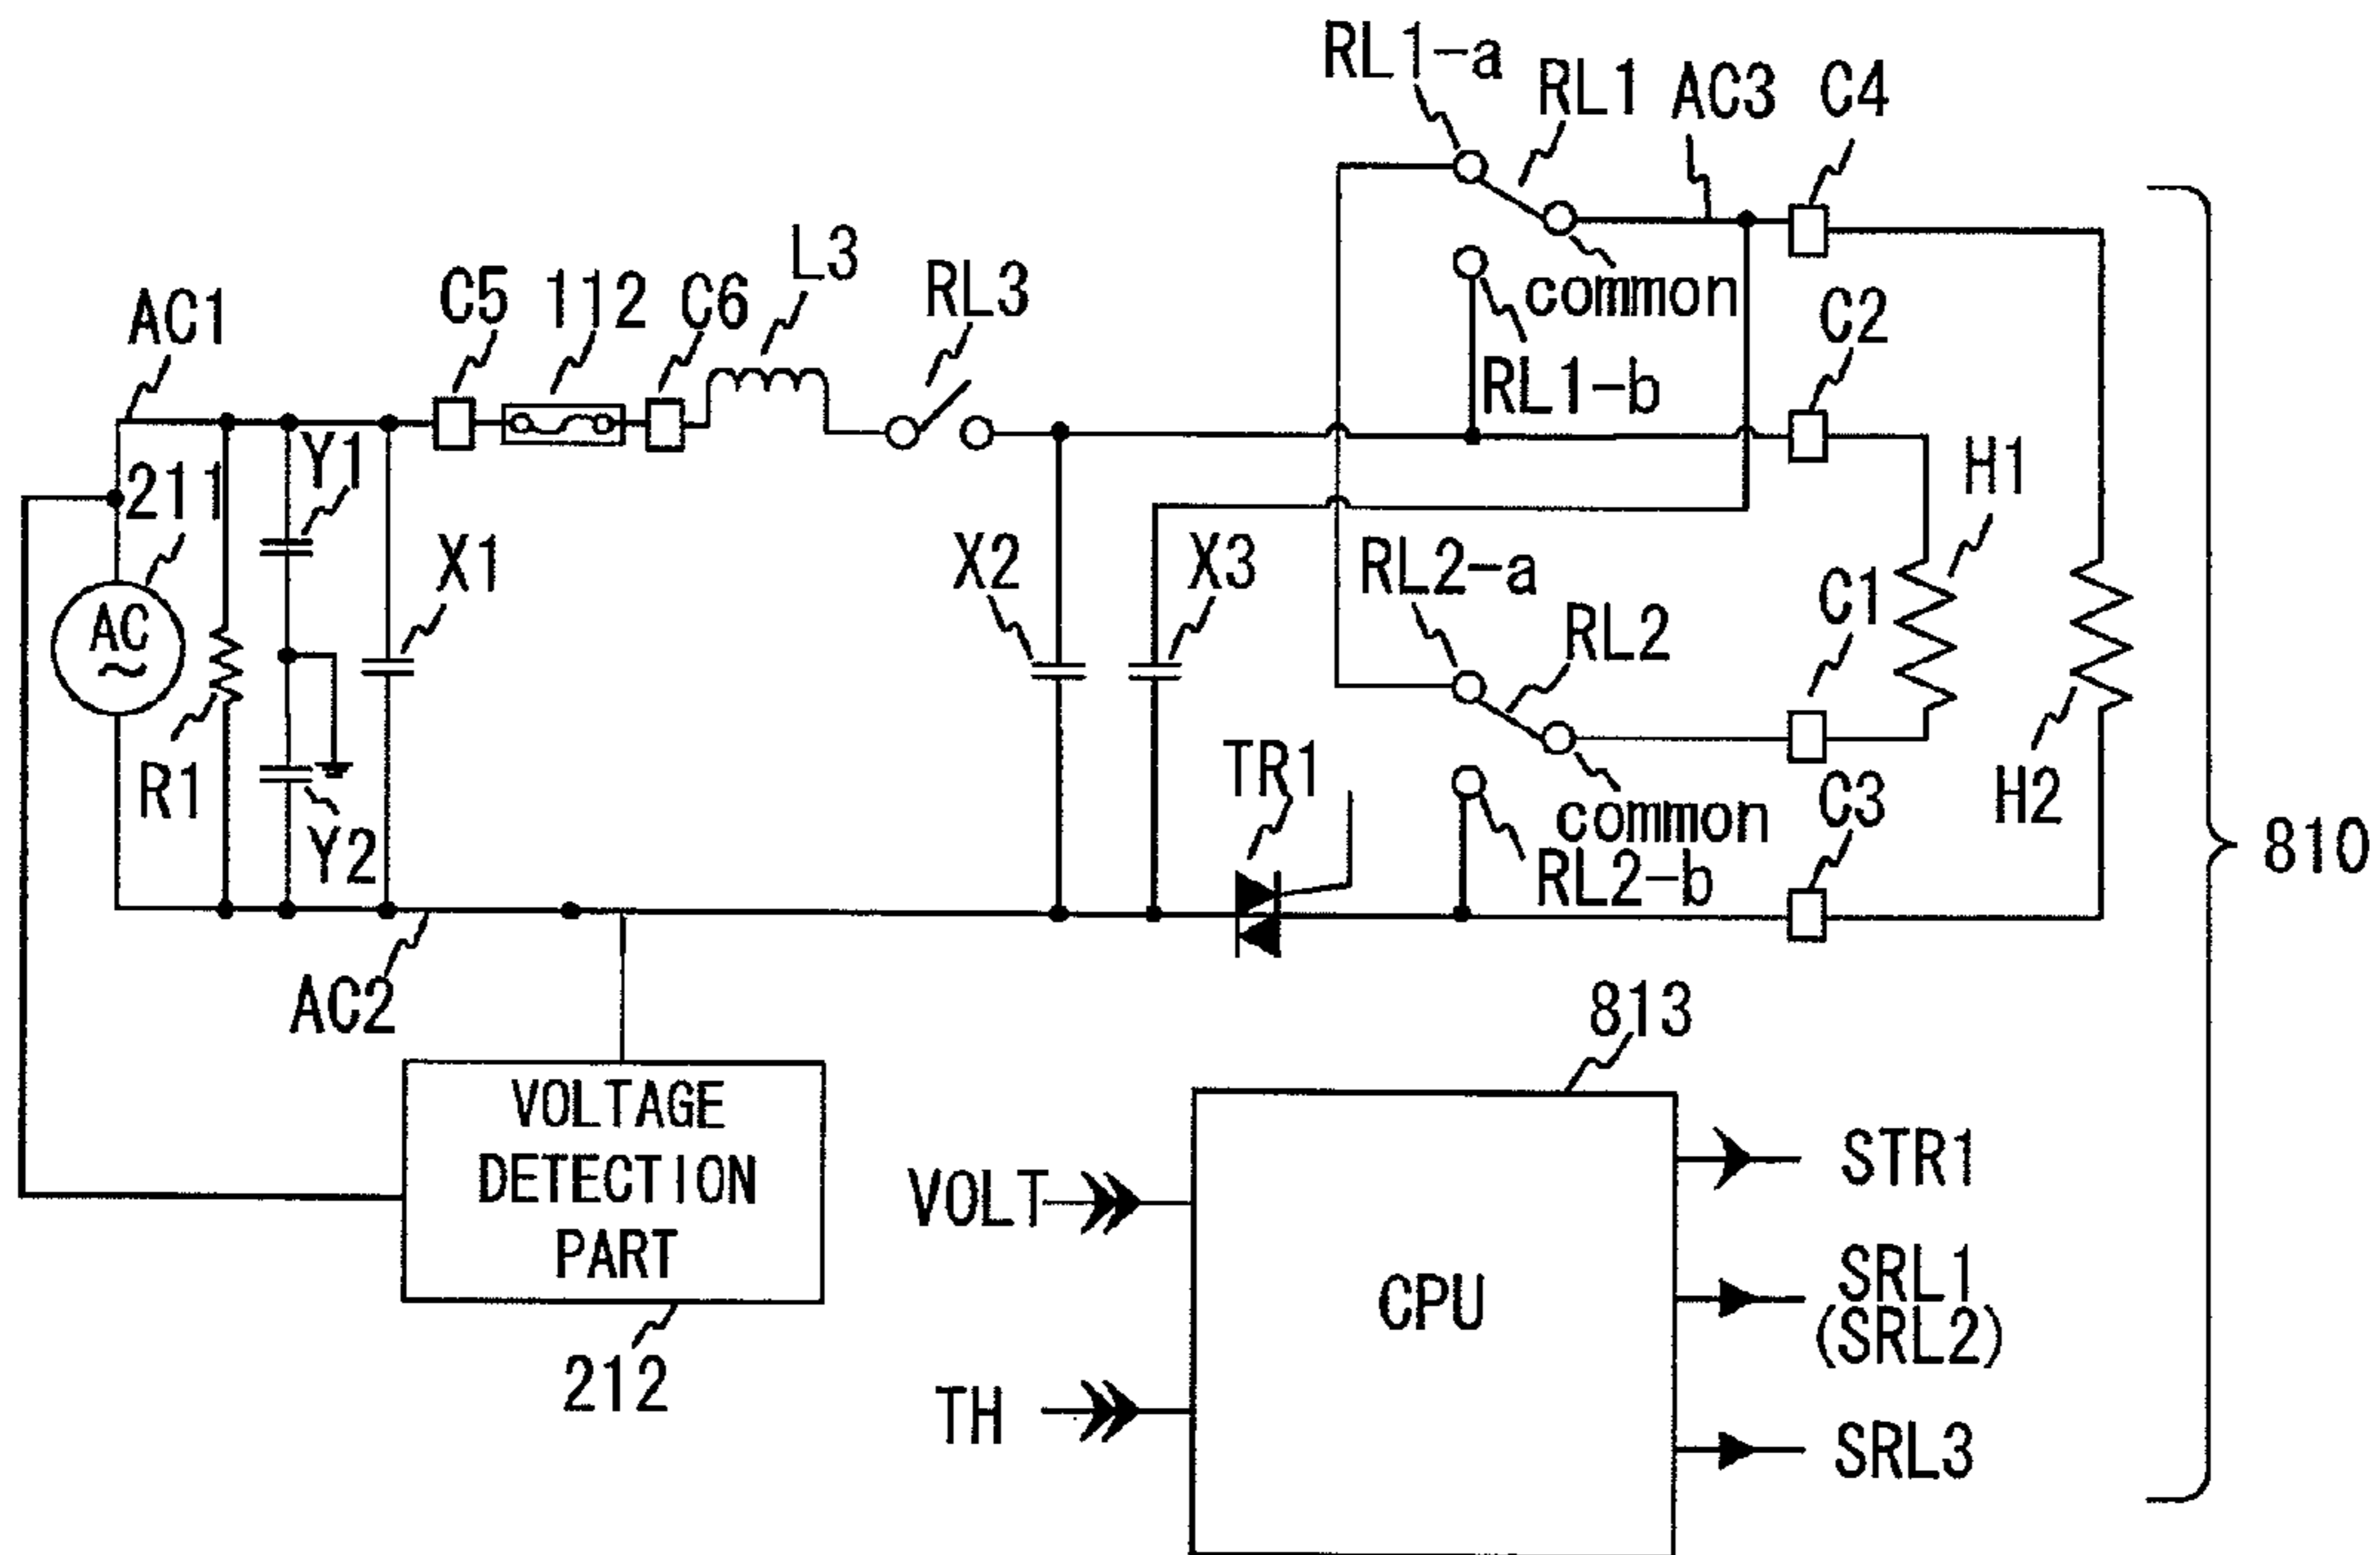 RL1-a
RL1
AC3
C4
L3
RL3
C5
112
C6
AC1
common
C2
RL1-b
Y1
211
H1
X1
X2
X3
RL2-a
C1
AC
~
RL2
R1
TR1
H2
C3
common
Y2
RL2-b
810
AC2
813
VOLTAGE
DETECTION
PART
STR1
VOLT
SRL1
(SRL2)
CPU
212
TH
SRL3